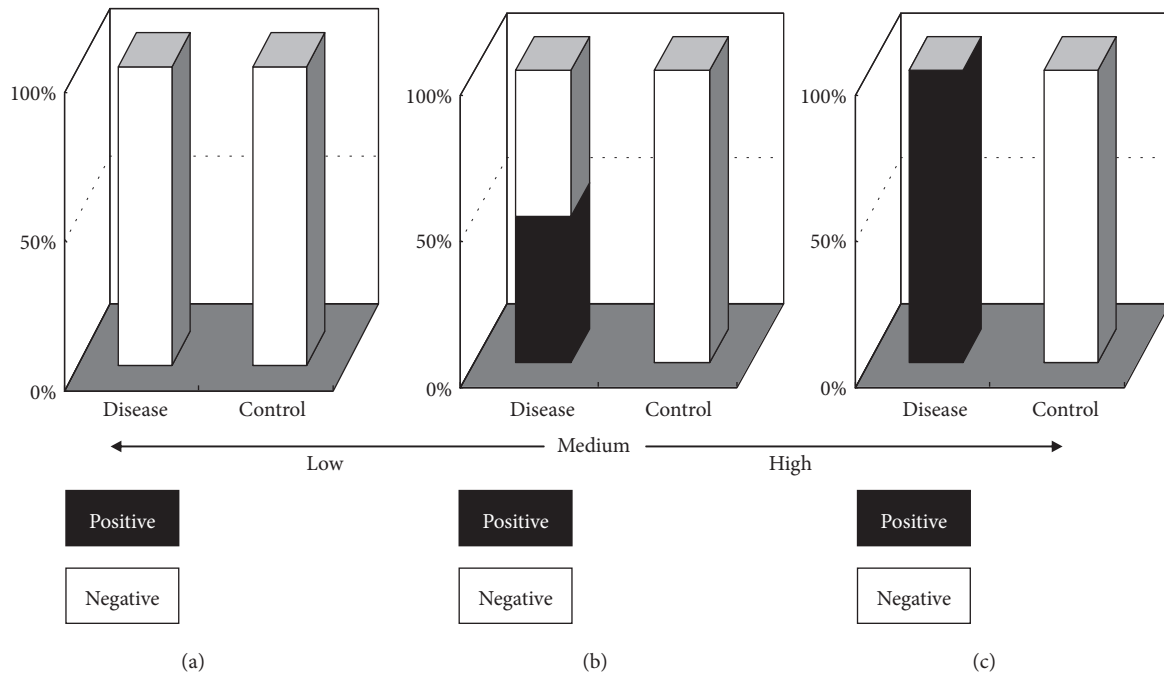 100%
50%
0%
Disease
Control
100%
50%
0%
Disease
Control
100%
50%
0%
Disease
Control
Medium
Low
High
Positive
Negative
Positive
Negative
Positive
Negative
(a)
(b)
(c)